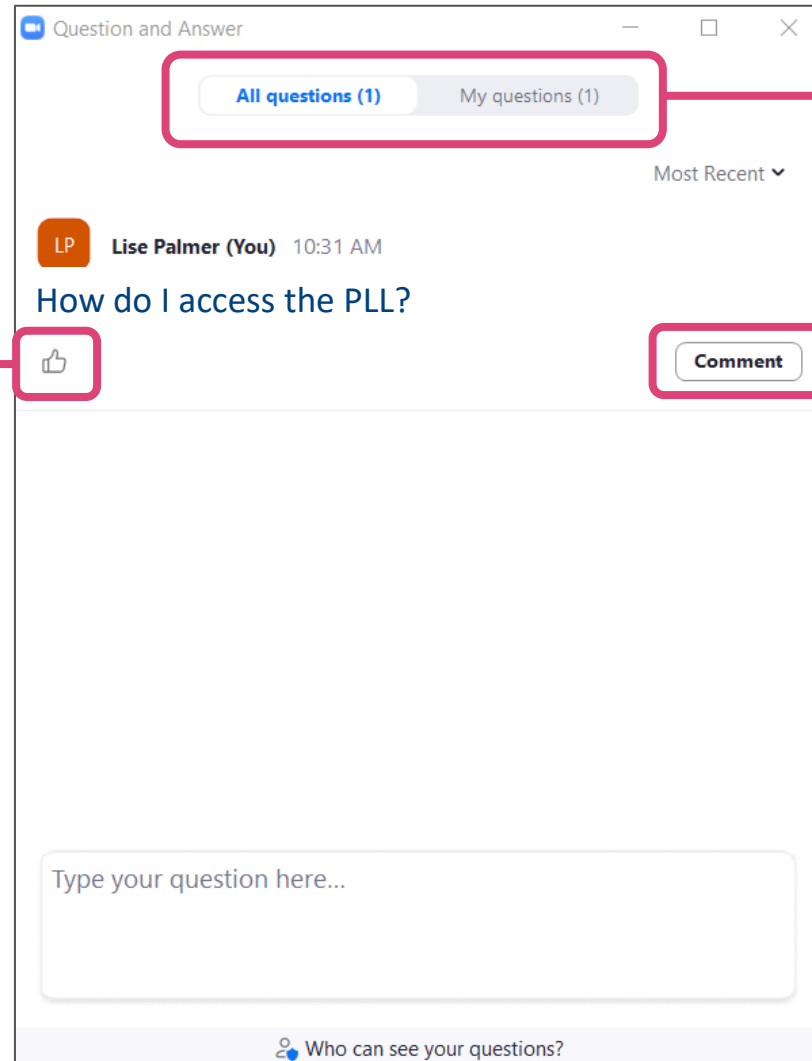 Question and Answer
All questions (1) My questions (1)
Most Recent
LP Lise Palmer (You) 10:31 AM
How do I access the PLL?
Comment
Type your question here...
Who can see your questions?